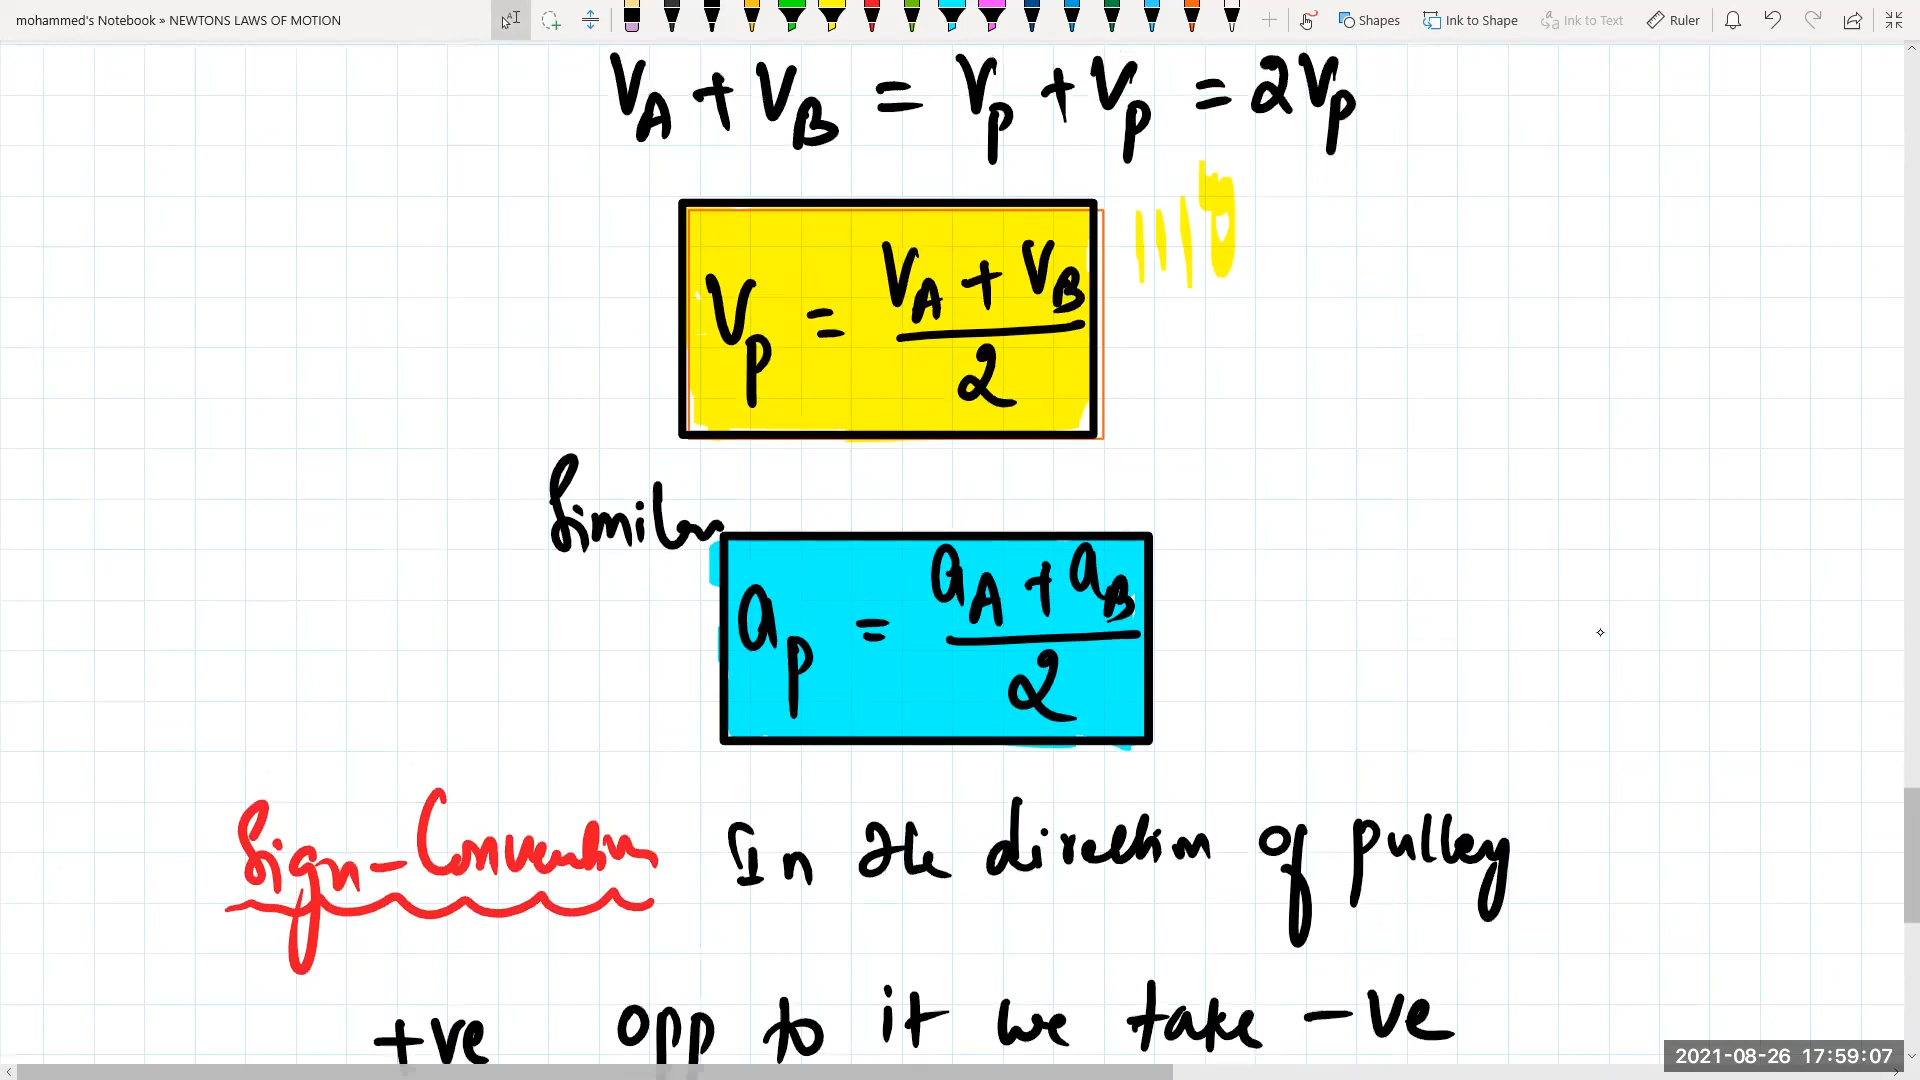 mohammed's Notebook » NEWTONS LAWS OF MOTION
Shapes Ink to Shape Ink to Text Ruler
VA + VB = Vp + Vp = 2Vp
Vp = (VA + VB)/2
Similar
ap = (aA + aB)/2
Sign-Convention In the direction of pulley
+ve opp to it we take -ve
2021-08-26 17:59:07